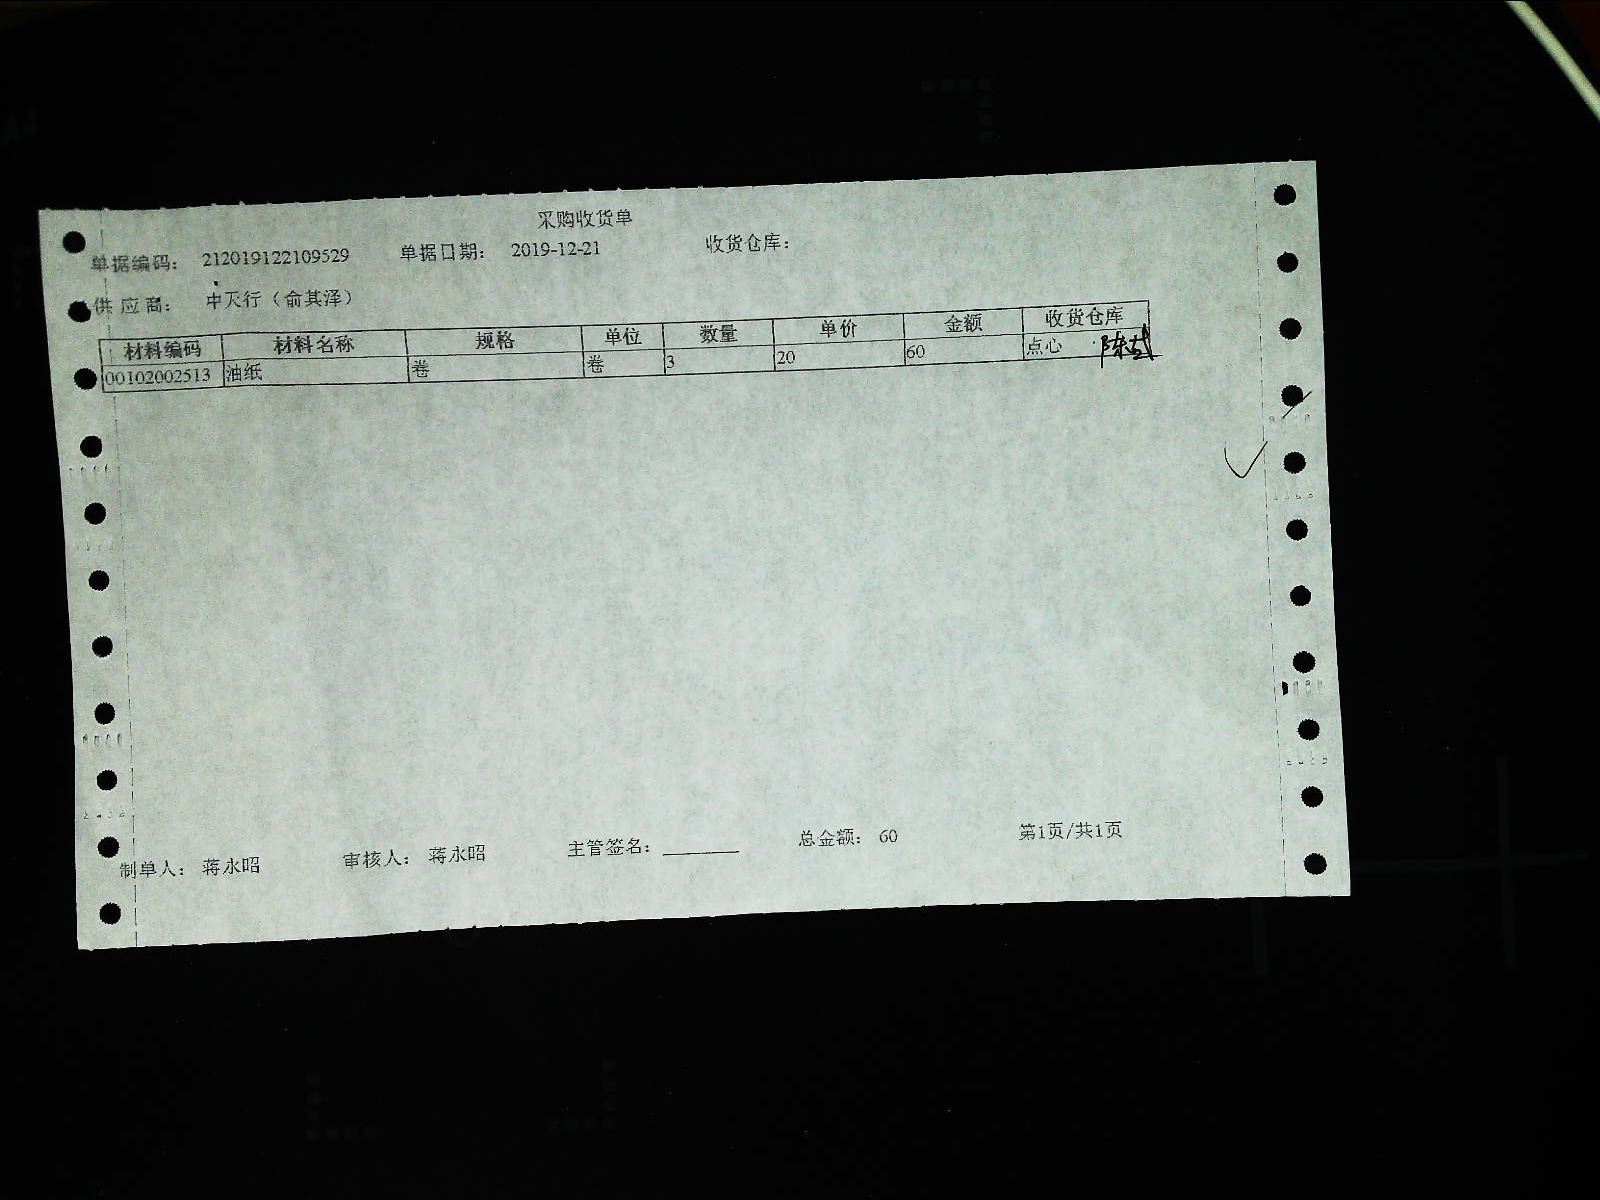 采购收货单
单据编码： 212019122109529 单据日期： 2019-12-21 收货仓库：
供应商： 中天行（俞其泽）
材料编码 材料名称 规格 单位 数量 单价 金额 收货仓库
00102002513 油纸 卷 卷 3 20 60 点心
制单人： 蒋永昭 审核人： 蒋永昭 主管签名： 总金额： 60 第1页/共1页